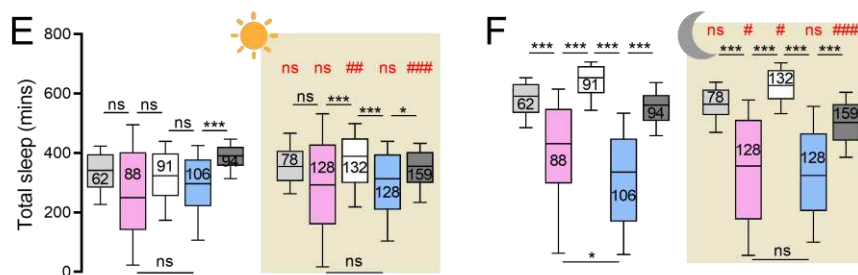 E
F
800
600
400
200
0
Total sleep (mins)
ns ns ## ns ###
ns ns ns ***
ns *** *** *
62 88 91 106 94
78 128 132 128 159
ns
ns
ns # # ns ###
*** *** *** ***
*** *** *** ***
62 88 91 106 94
78 128 132 128 159
*
ns